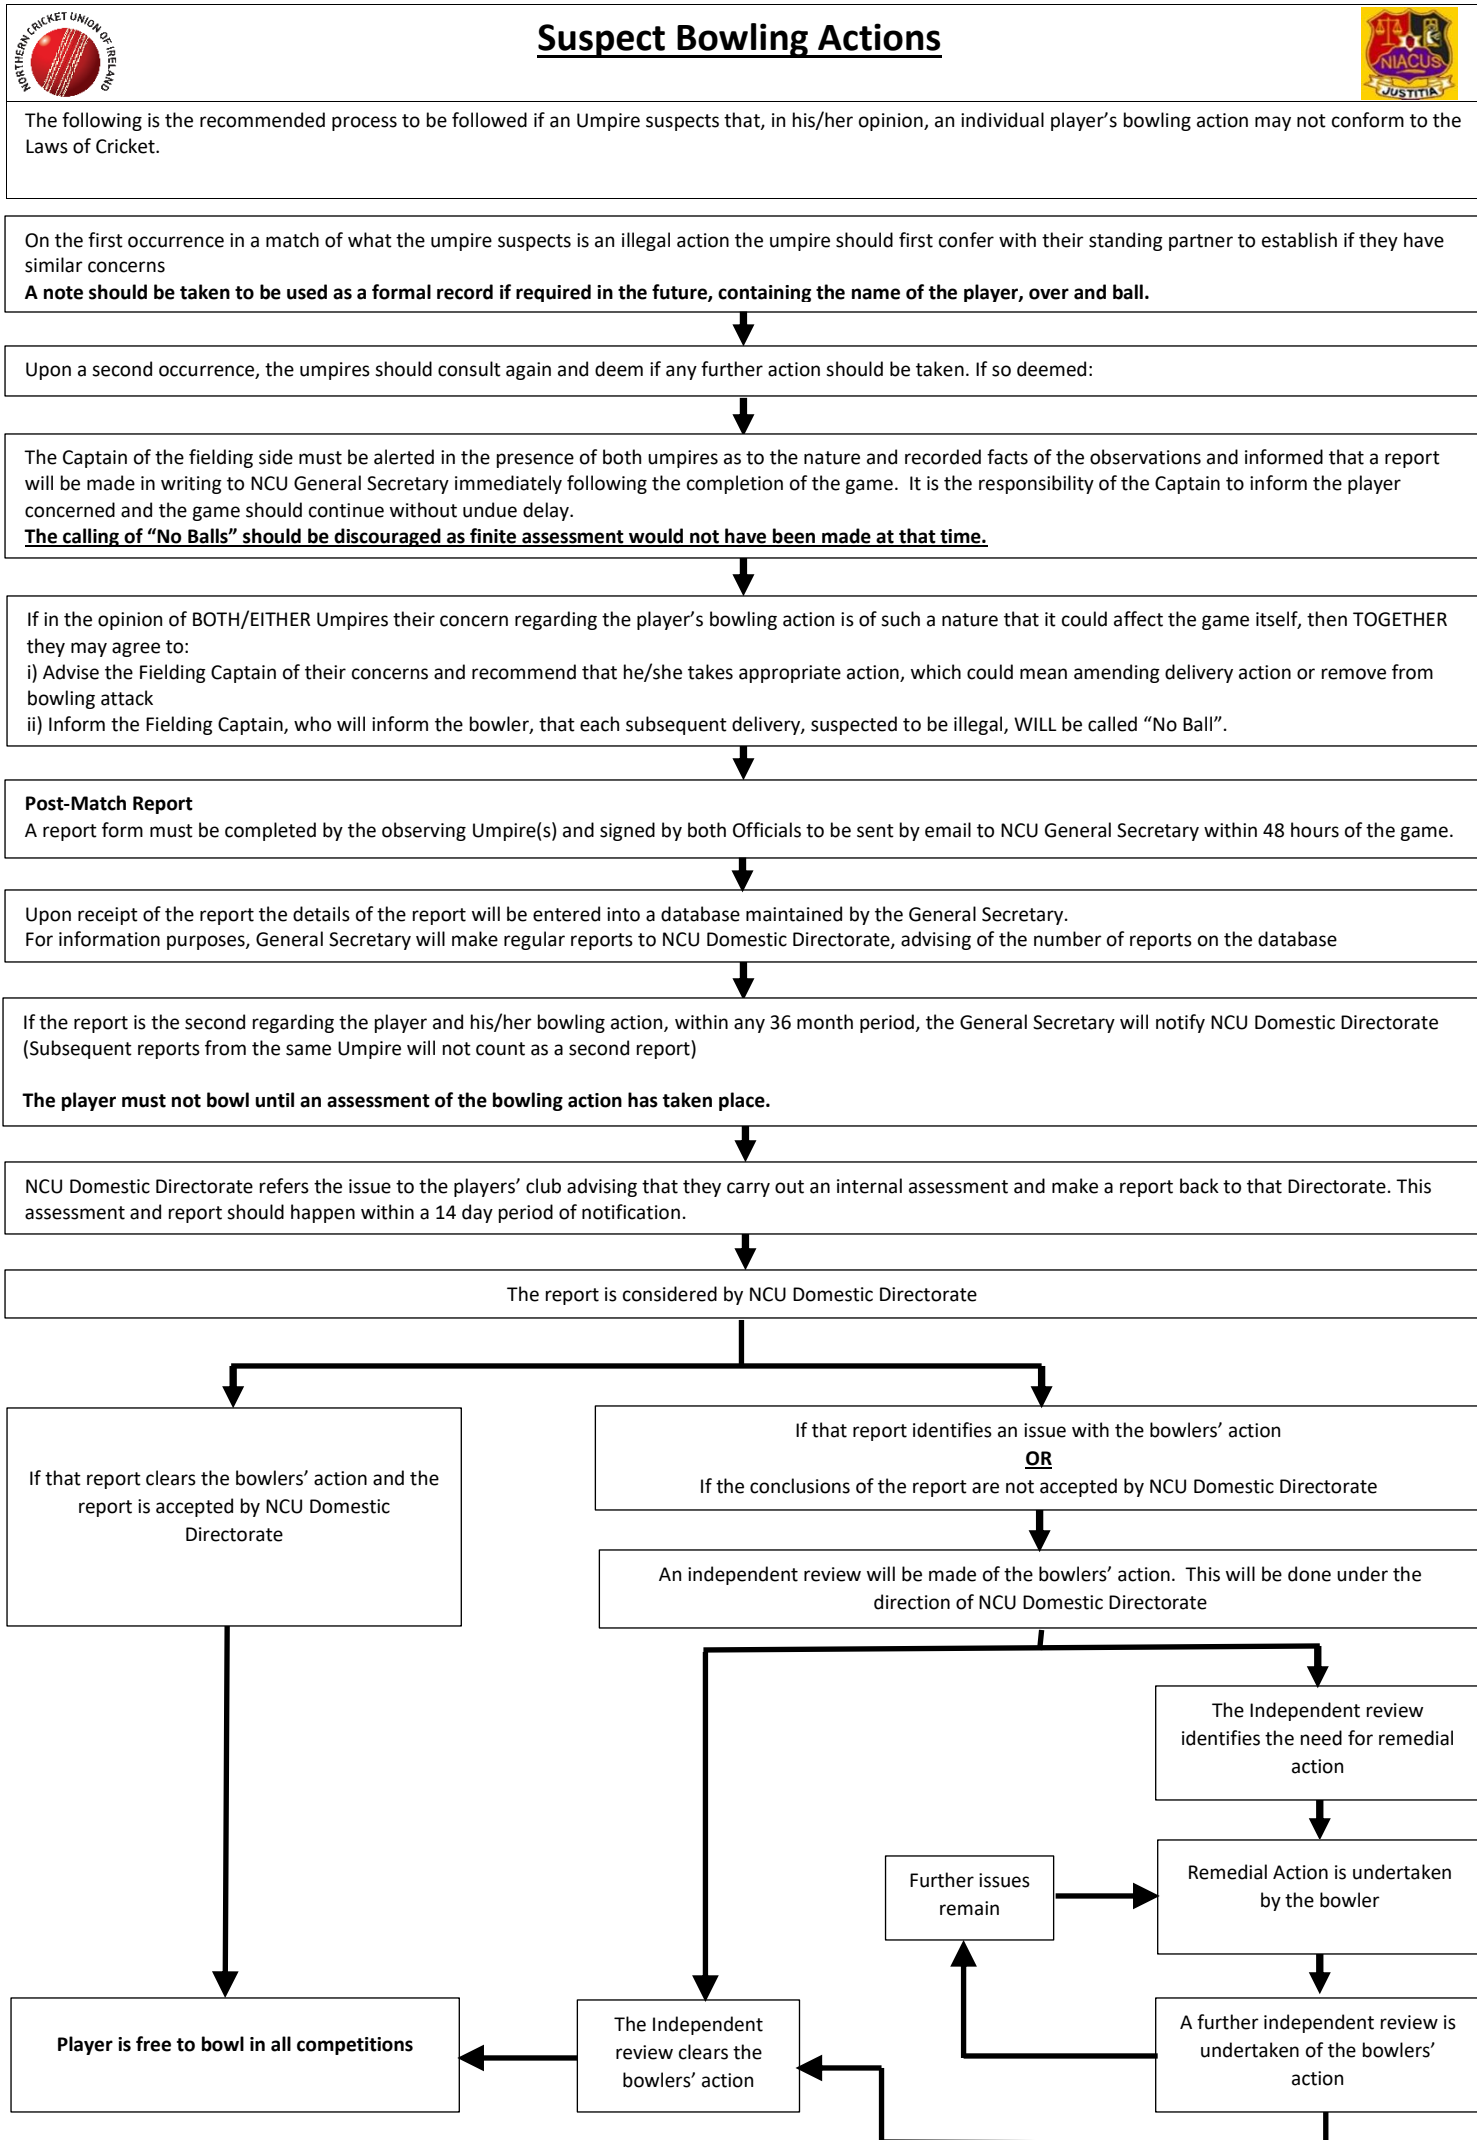 NORTHERN CRICKET UNION OF IRELAND
Suspect Bowling Actions
NIACUS
JUSTITIA
The following is the recommended process to be followed if an Umpire suspects that, in his/her opinion, an individual player’s bowling action may not conform to the
Laws of Cricket.
On the first occurrence in a match of what the umpire suspects is an illegal action the umpire should first confer with their standing partner to establish if they have
similar concerns
A note should be taken to be used as a formal record if required in the future, containing the name of the player, over and ball.
Upon a second occurrence, the umpires should consult again and deem if any further action should be taken. If so deemed:
The Captain of the fielding side must be alerted in the presence of both umpires as to the nature and recorded facts of the observations and informed that a report
will be made in writing to NCU General Secretary immediately following the completion of the game.  It is the responsibility of the Captain to inform the player
concerned and the game should continue without undue delay.
The calling of “No Balls” should be discouraged as finite assessment would not have been made at that time.
If in the opinion of BOTH/EITHER Umpires their concern regarding the player’s bowling action is of such a nature that it could affect the game itself, then TOGETHER
they may agree to:
i) Advise the Fielding Captain of their concerns and recommend that he/she takes appropriate action, which could mean amending delivery action or remove from
bowling attack
ii) Inform the Fielding Captain, who will inform the bowler, that each subsequent delivery, suspected to be illegal, WILL be called “No Ball”.
Post-Match Report
A report form must be completed by the observing Umpire(s) and signed by both Officials to be sent by email to NCU General Secretary within 48 hours of the game.
Upon receipt of the report the details of the report will be entered into a database maintained by the General Secretary.
For information purposes, General Secretary will make regular reports to NCU Domestic Directorate, advising of the number of reports on the database
If the report is the second regarding the player and his/her bowling action, within any 36 month period, the General Secretary will notify NCU Domestic Directorate
(Subsequent reports from the same Umpire will not count as a second report)
The player must not bowl until an assessment of the bowling action has taken place.
NCU Domestic Directorate refers the issue to the players’ club advising that they carry out an internal assessment and make a report back to that Directorate. This
assessment and report should happen within a 14 day period of notification.
The report is considered by NCU Domestic Directorate
If that report clears the bowlers’ action and the
report is accepted by NCU Domestic
Directorate
If that report identifies an issue with the bowlers’ action
OR
If the conclusions of the report are not accepted by NCU Domestic Directorate
An independent review will be made of the bowlers’ action.  This will be done under the
direction of NCU Domestic Directorate
The Independent review
identifies the need for remedial
action
Further issues
remain
Remedial Action is undertaken
by the bowler
Player is free to bowl in all competitions
The Independent
review clears the
bowlers’ action
A further independent review is
undertaken of the bowlers’
action